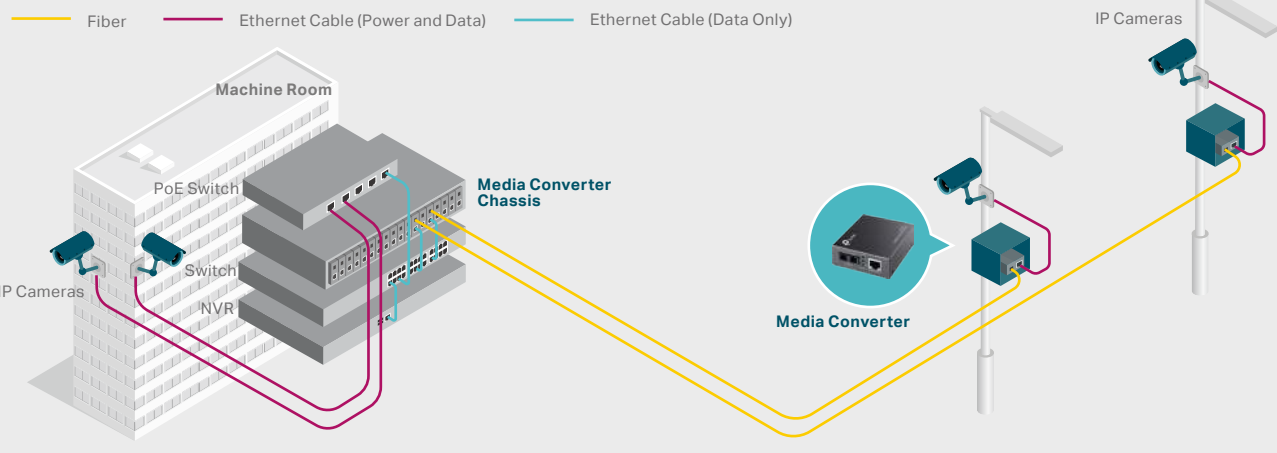 Fiber
Ethernet Cable (Power and Data)
Ethernet Cable (Data Only)
IP Cameras
Machine Room
PoE Switch
Media Converter
Chassis
Switch
IP Cameras
NVR
Media Converter